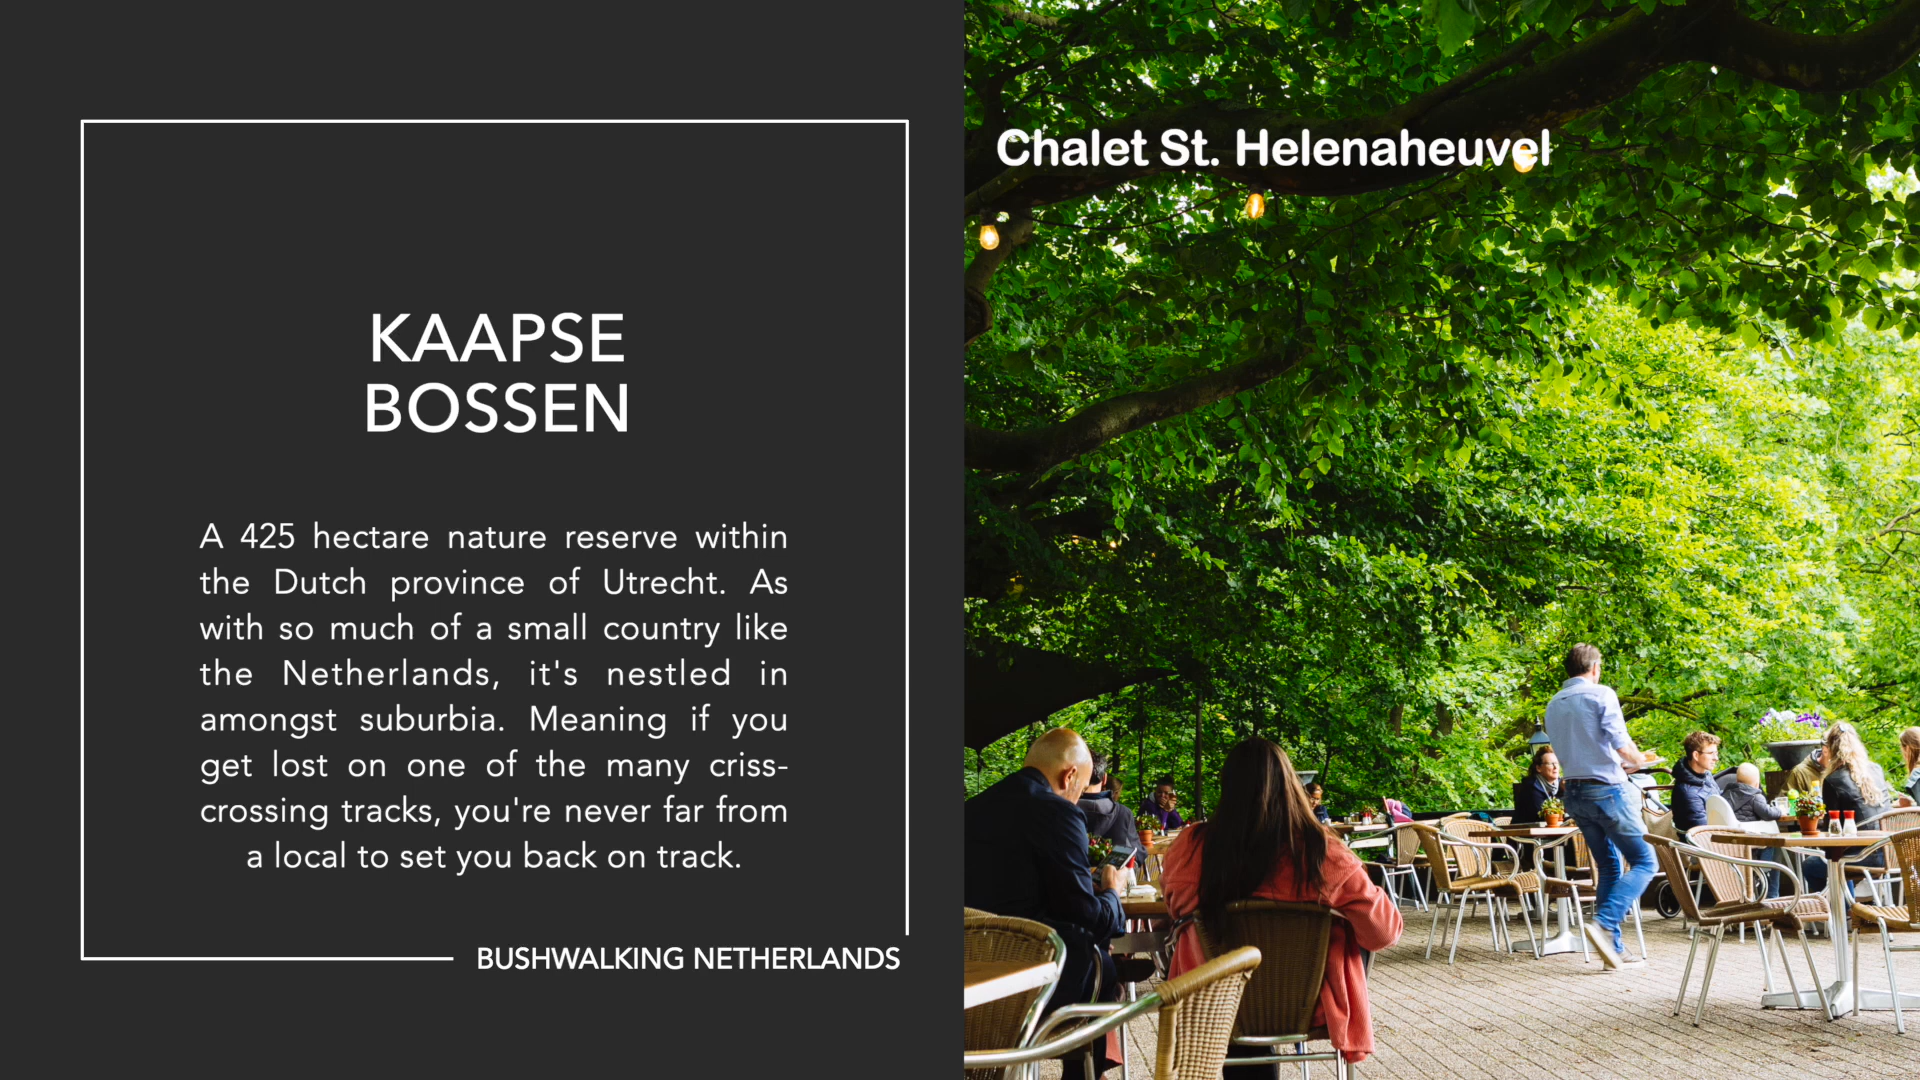 KAAPSE
BOSSEN
A 425 hectare nature reserve within
the Dutch province of Utrecht. As
with so much of a small country like
the Netherlands, it's nestled in
amongst suburbia. Meaning if you
get lost on one of the many criss-
crossing tracks, you're never far from
a local to set you back on track.
BUSHWALKING NETHERLANDS
Chalet St. Helenaheuvel